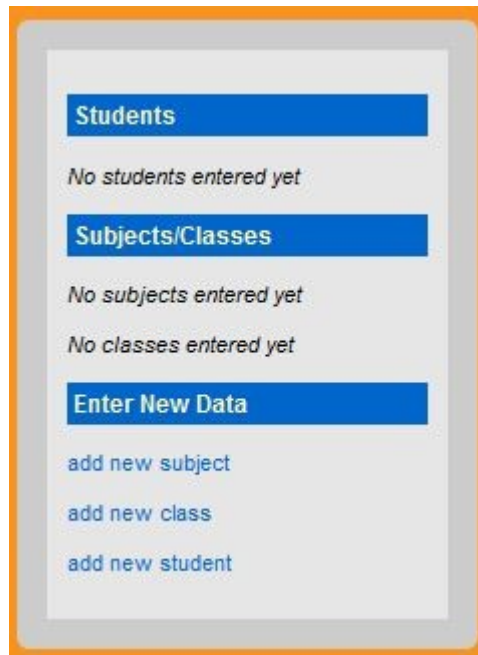 Students
No students entered yet
Subjects/Classes
No subjects entered yet
No classes entered yet
Enter New Data
add new subject
add new class
add new student